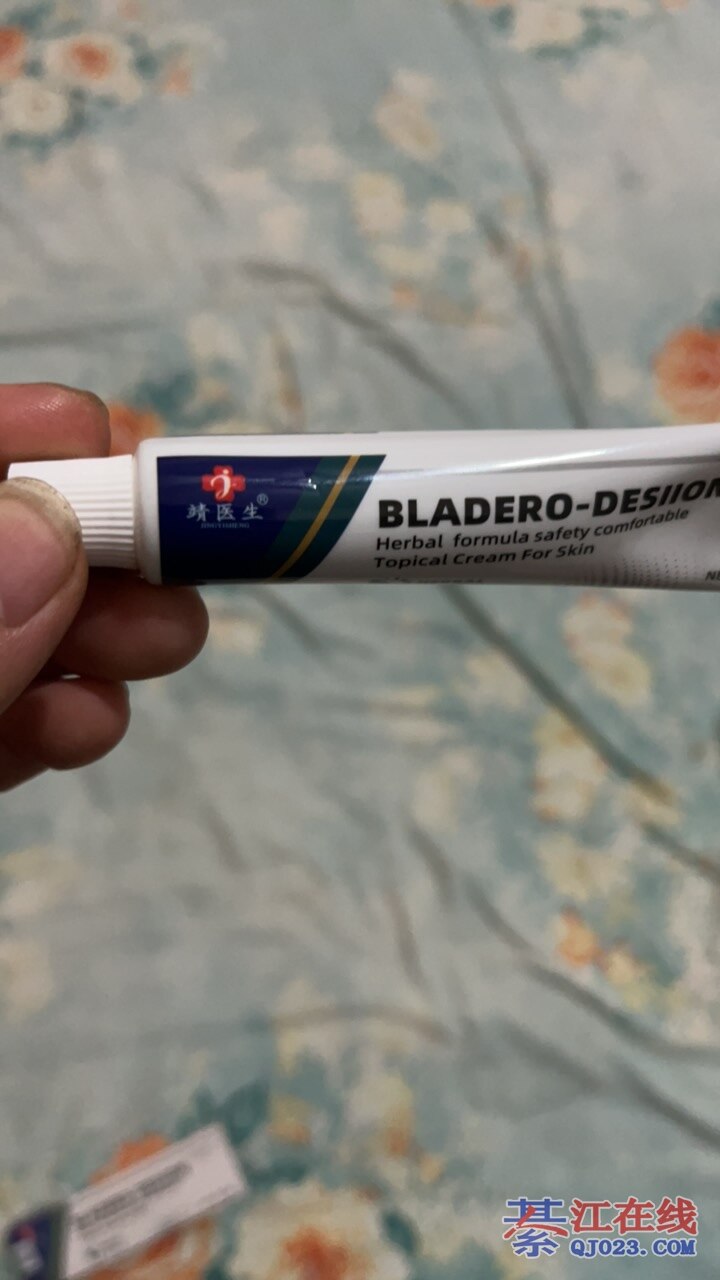 靖医生®
JINGYISHENG
BLADERO-DESIION
Herbal formula safety comfortable
Topical Cream For Skin
綦江在线
QJ023.COM